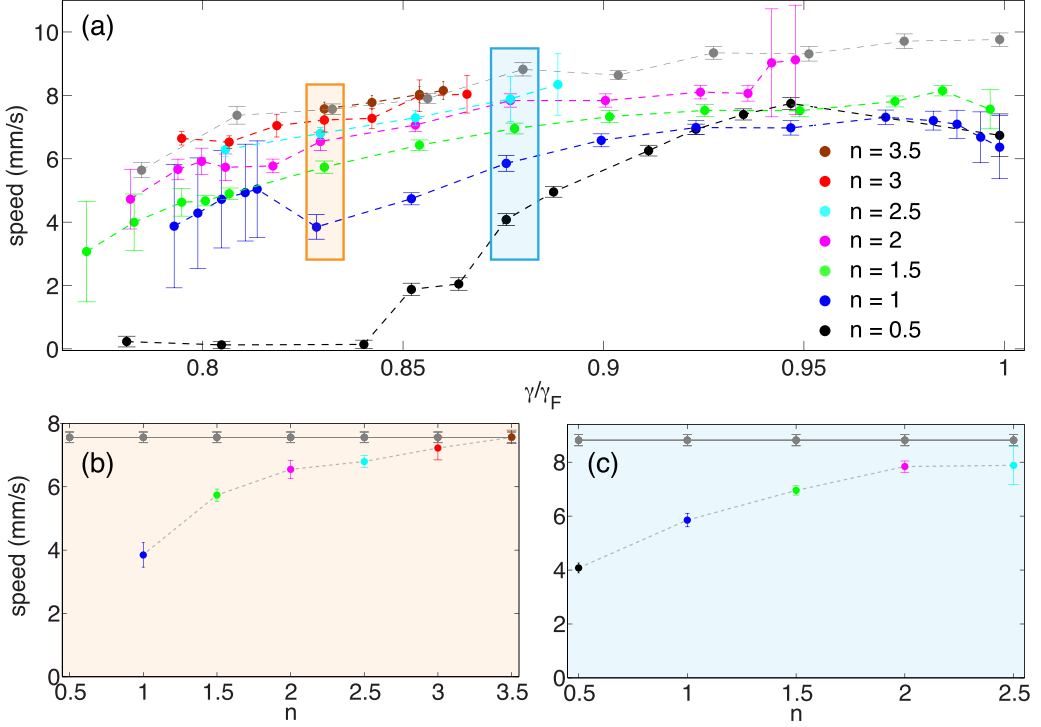 (a)
speed (mm/s)
10
8
6
4
2
0
0.8 0.85 0.9 0.95 1
γ/γF
n = 3.5
n = 3
n = 2.5
n = 2
n = 1.5
n = 1
n = 0.5
(b)
speed (mm/s)
8
6
4
2
0
0.5 1 1.5 2 2.5 3 3.5
n
(c)
8
6
4
2
0
0.5 1 1.5 2 2.5
n